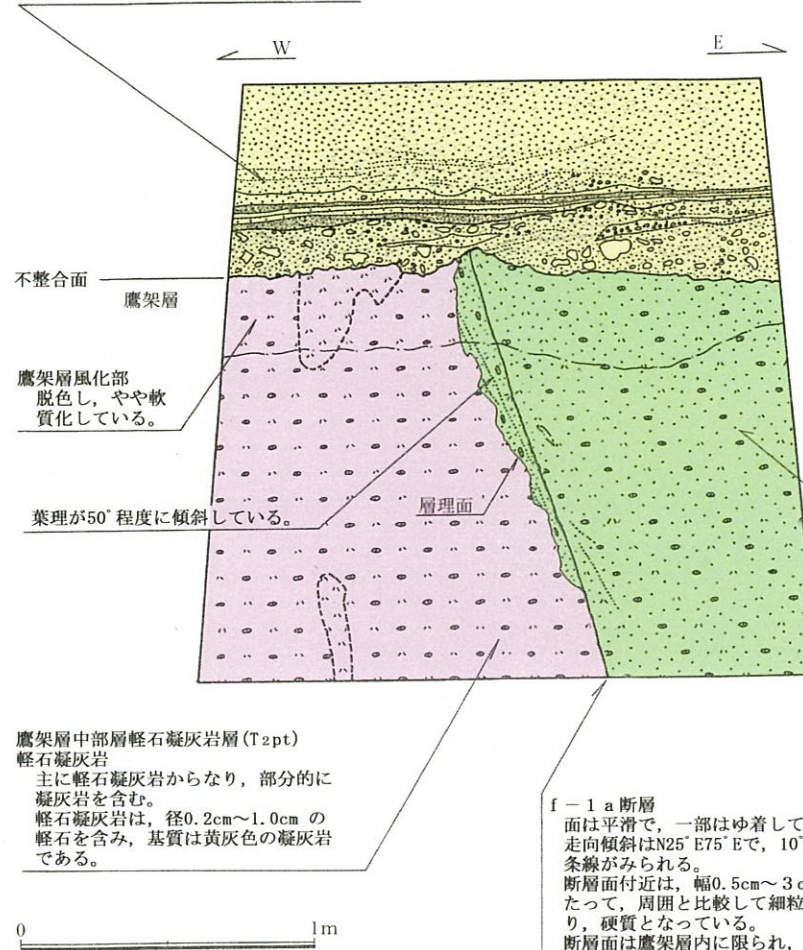 W
E
不整合面
鷹架層
鷹架層風化部
脱色し，やや軟
質化している。
葉理が50°程度に傾斜している。
層理面
鷹架層中部層軽石凝灰岩層(T₂pt)
軽石凝灰岩
主に軽石凝灰岩からなり，部分的に
凝灰岩を含む。
軽石凝灰岩は，径0.2cm～1.0cm の
軽石を含み，基質は黄灰色の凝灰岩
である。
f－1a断層
面は平滑で，一部はゆ着して
走向傾斜はN25°E75°Eで，10°
条線がみられる。
断層面付近は，幅0.5cm～3c
たって，周囲と比較して細粒
り，硬質となっている。
断層面は鷹架層内に限られ，
0 1m